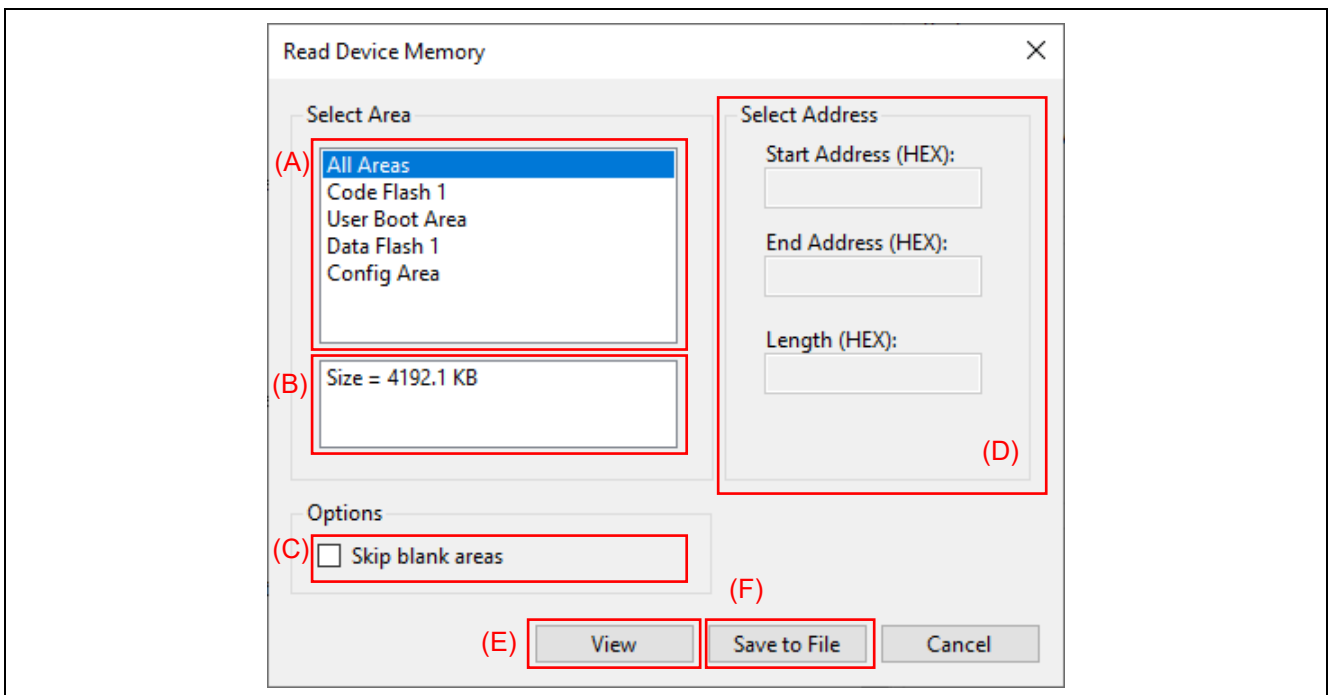 Read Device Memory
Select Area
(A)
All Areas
Code Flash 1
User Boot Area
Data Flash 1
Config Area
(B)
Size = 4192.1 KB
Select Address
Start Address (HEX):
End Address (HEX):
Length (HEX):
(D)
Options
(C)
Skip blank areas
(F)
(E)
View
Save to File
Cancel